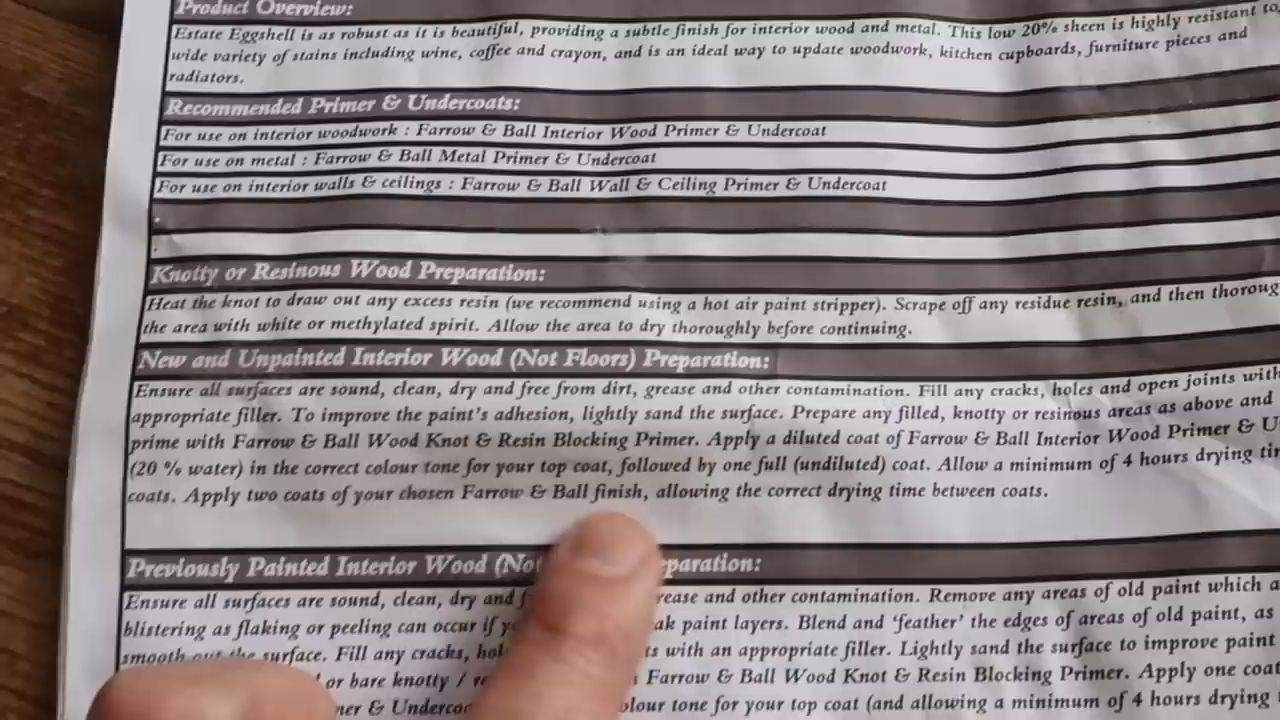 Product Overview:
Estate Eggshell is as robust as it is beautiful, providing a subtle finish for interior wood and metal. This low 20% sheen is highly resistant to
wide variety of stains including wine, coffee and crayon, and is an ideal way to update woodwork, kitchen cupboards, furniture pieces and
radiators.
Recommended Primer & Undercoats:
For use on interior woodwork : Farrow & Ball Interior Wood Primer & Undercoat
For use on metal : Farrow & Ball Metal Primer & Undercoat
For use on interior walls & ceilings : Farrow & Ball Wall & Ceiling Primer & Undercoat
.
.
Knotty or Resinous Wood Preparation:
Heat the knot to draw out any excess resin (we recommend using a hot air paint stripper). Scrape off any residue resin, and then thoroug
the area with white or methylated spirit. Allow the area to dry thoroughly before continuing.
New and Unpainted Interior Wood (Not Floors) Preparation:
Ensure all surfaces are sound, clean, dry and free from dirt, grease and other contamination. Fill any cracks, holes and open joints with
appropriate filler. To improve the paint's adhesion, lightly sand the surface. Prepare any filled, knotty or resinous areas as above and
prime with Farrow & Ball Wood Knot & Resin Blocking Primer. Apply a diluted coat of Farrow & Ball Interior Wood Primer & U
(20 % water) in the correct colour tone for your top coat, followed by one full (undiluted) coat. Allow a minimum of 4 hours drying
coats. Apply two coats of your chosen Farrow & Ball finish, allowing the correct drying time between coats.
Previously Painted Interior Wood (Not paration:
Ensure all surfaces are sound, clean, dry and rease and other contamination. Remove any areas of old paint which a
blistering as flaking or peeling can occur if ak paint layers. Blend and 'feather' the edges of areas of old paint, as
smooth out the surface. Fill any cracks, hol ts with an appropriate filler. Lightly sand the surface to improve paint
or bare knotty / Farrow & Ball Wood Knot & Resin Blocking Primer. Apply one coat
ner & Undercoa olour tone for your top coat (and allowing a minimum of 4 hours drying